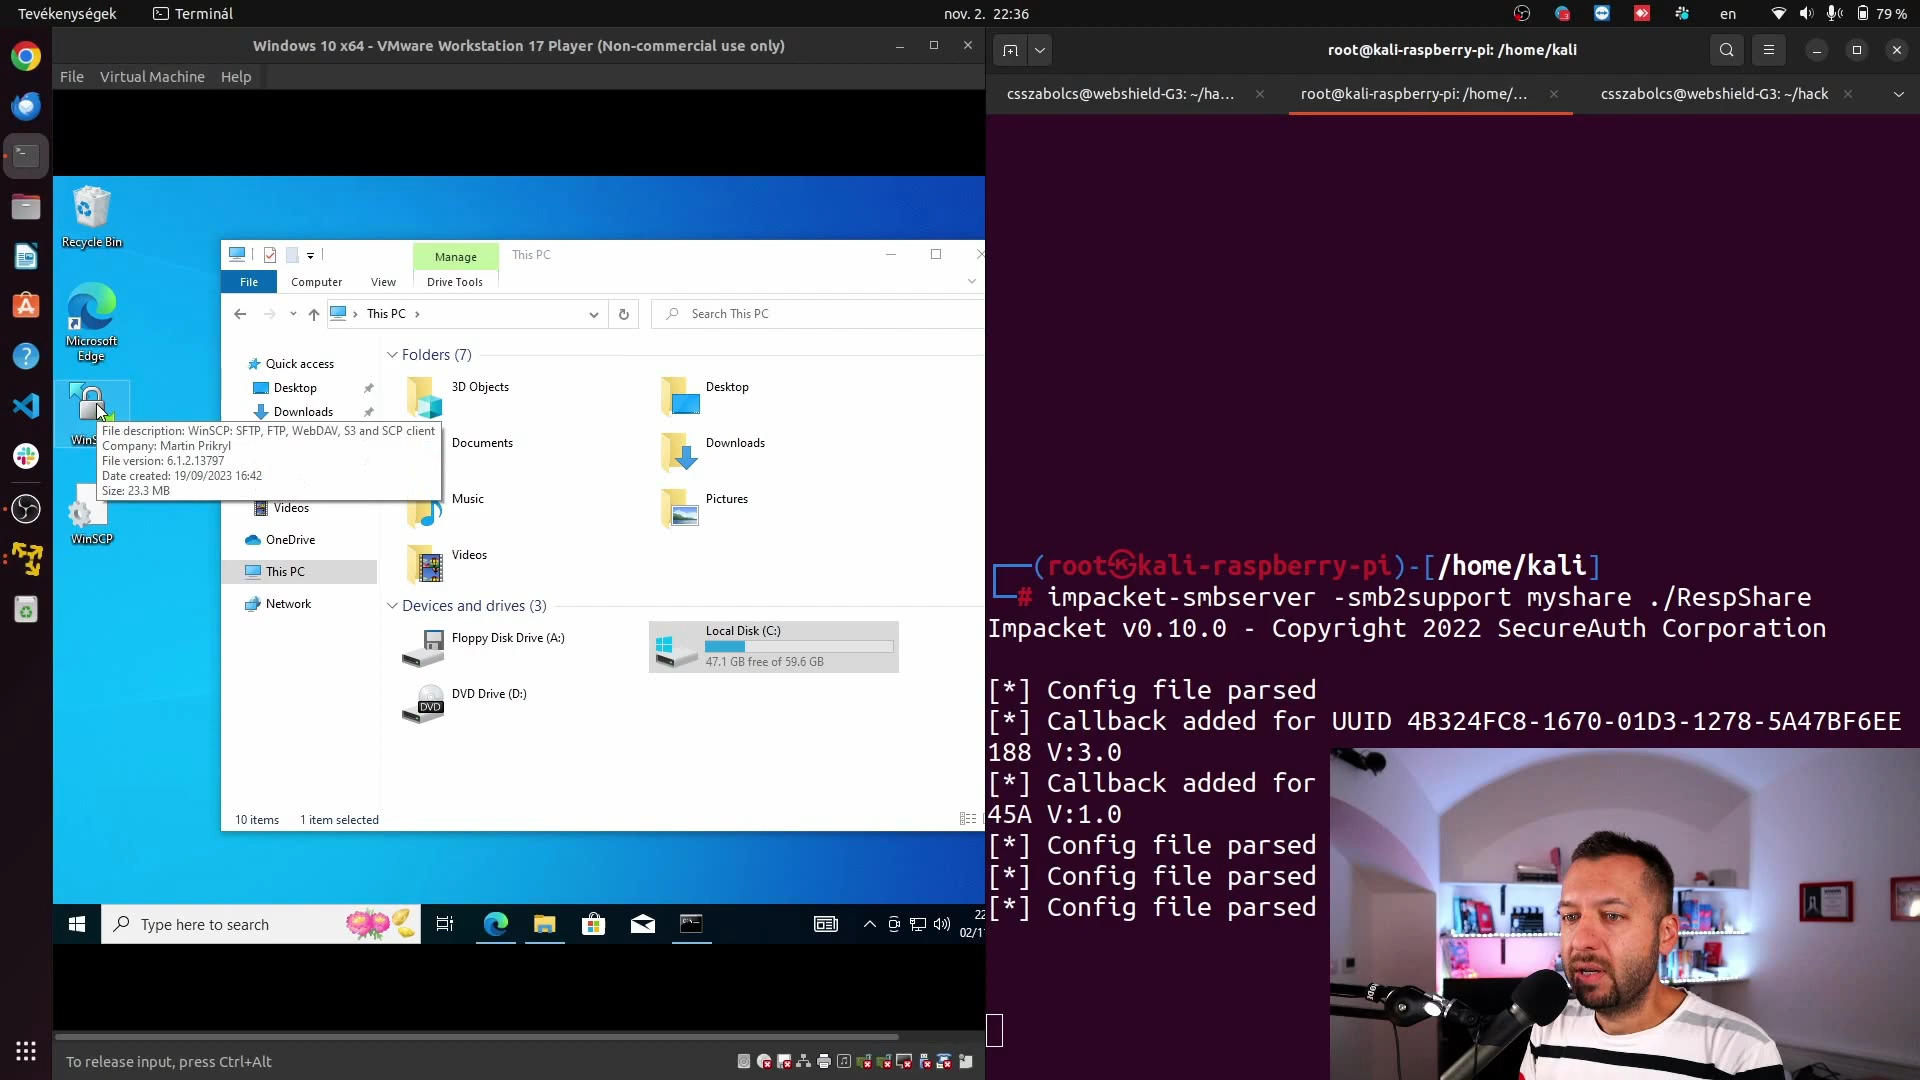 Tevékenységek
Terminál
nov. 2. 22:36
en
79 %
Windows 10 x64 - VMware Workstation 17 Player (Non-commercial use only)
File Virtual Machine Help
Recycle Bin
Microsoft
Edge
WinSCP
File description: WinSCP: SFTP, FTP, WebDAV, S3 and SCP client
Company: Martin Prikryl
File version: 6.1.2.13797
Date created: 19/09/2023 16:42
Size: 23.3 MB
Manage
This PC
File
Computer
View
Drive Tools
This PC
Search This PC
Quick access
Desktop
Downloads
Videos
OneDrive
This PC
Network
Folders (7)
3D Objects
Desktop
Documents
Downloads
Music
Pictures
Videos
Devices and drives (3)
Floppy Disk Drive (A:)
Local Disk (C:)
47.1 GB free of 59.6 GB
DVD Drive (D:)
DVD
10 items
1 item selected
Type here to search
22
02/1
To release input, press Ctrl+Alt
root@kali-raspberry-pi: /home/kali
csszabolcs@webshield-G3: ~/ha...
root@kali-raspberry-pi: /home/...
csszabolcs@webshield-G3: ~/hack
(root㉿kali-raspberry-pi)-[/home/kali]
# impacket-smbserver -smb2support myshare ./RespShare
Impacket v0.10.0 - Copyright 2022 SecureAuth Corporation
[*] Config file parsed
[*] Callback added for UUID 4B324FC8-1670-01D3-1278-5A47BF6EE
188 V:3.0
[*] Callback added for
45A V:1.0
[*] Config file parsed
[*] Config file parsed
[*] Config file parsed